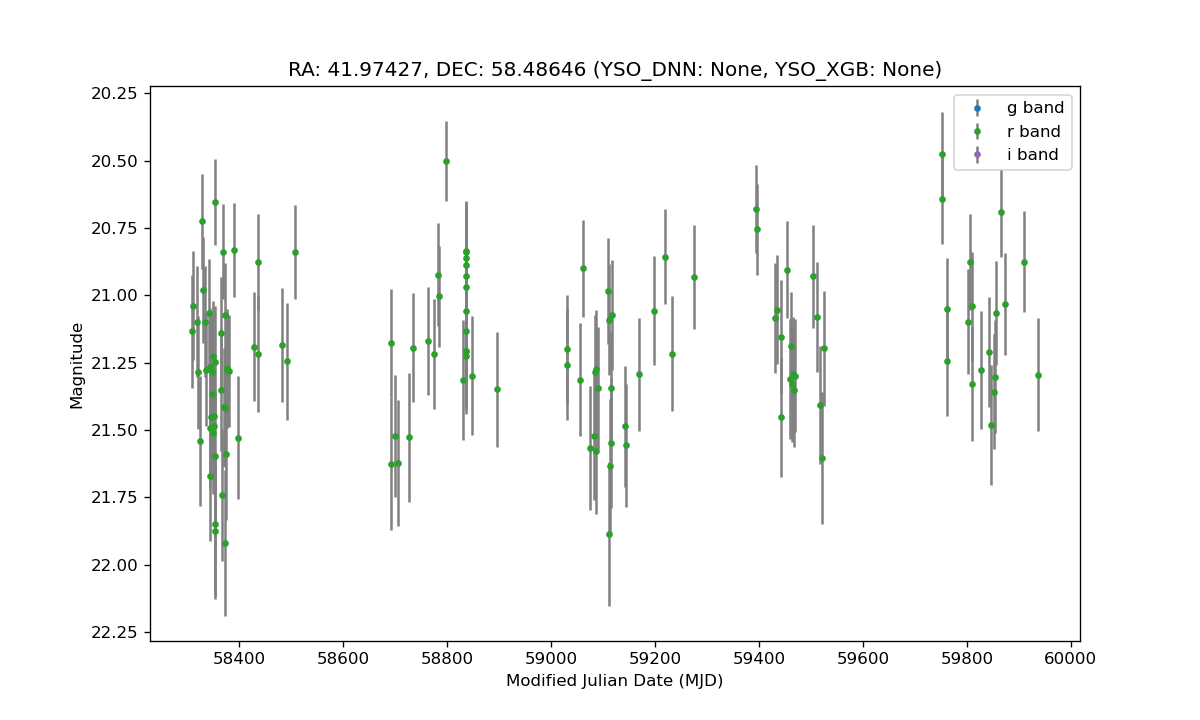 RA: 41.97427, DEC: 58.48646 (YSO_DNN: None, YSO_XGB: None)
g band
r band
i band
20.25
20.50
20.75
21.00
21.25
21.50
21.75
22.00
22.25
Magnitude
58400 58600 58800 59000 59200 59400 59600 59800 60000
Modified Julian Date (MJD)